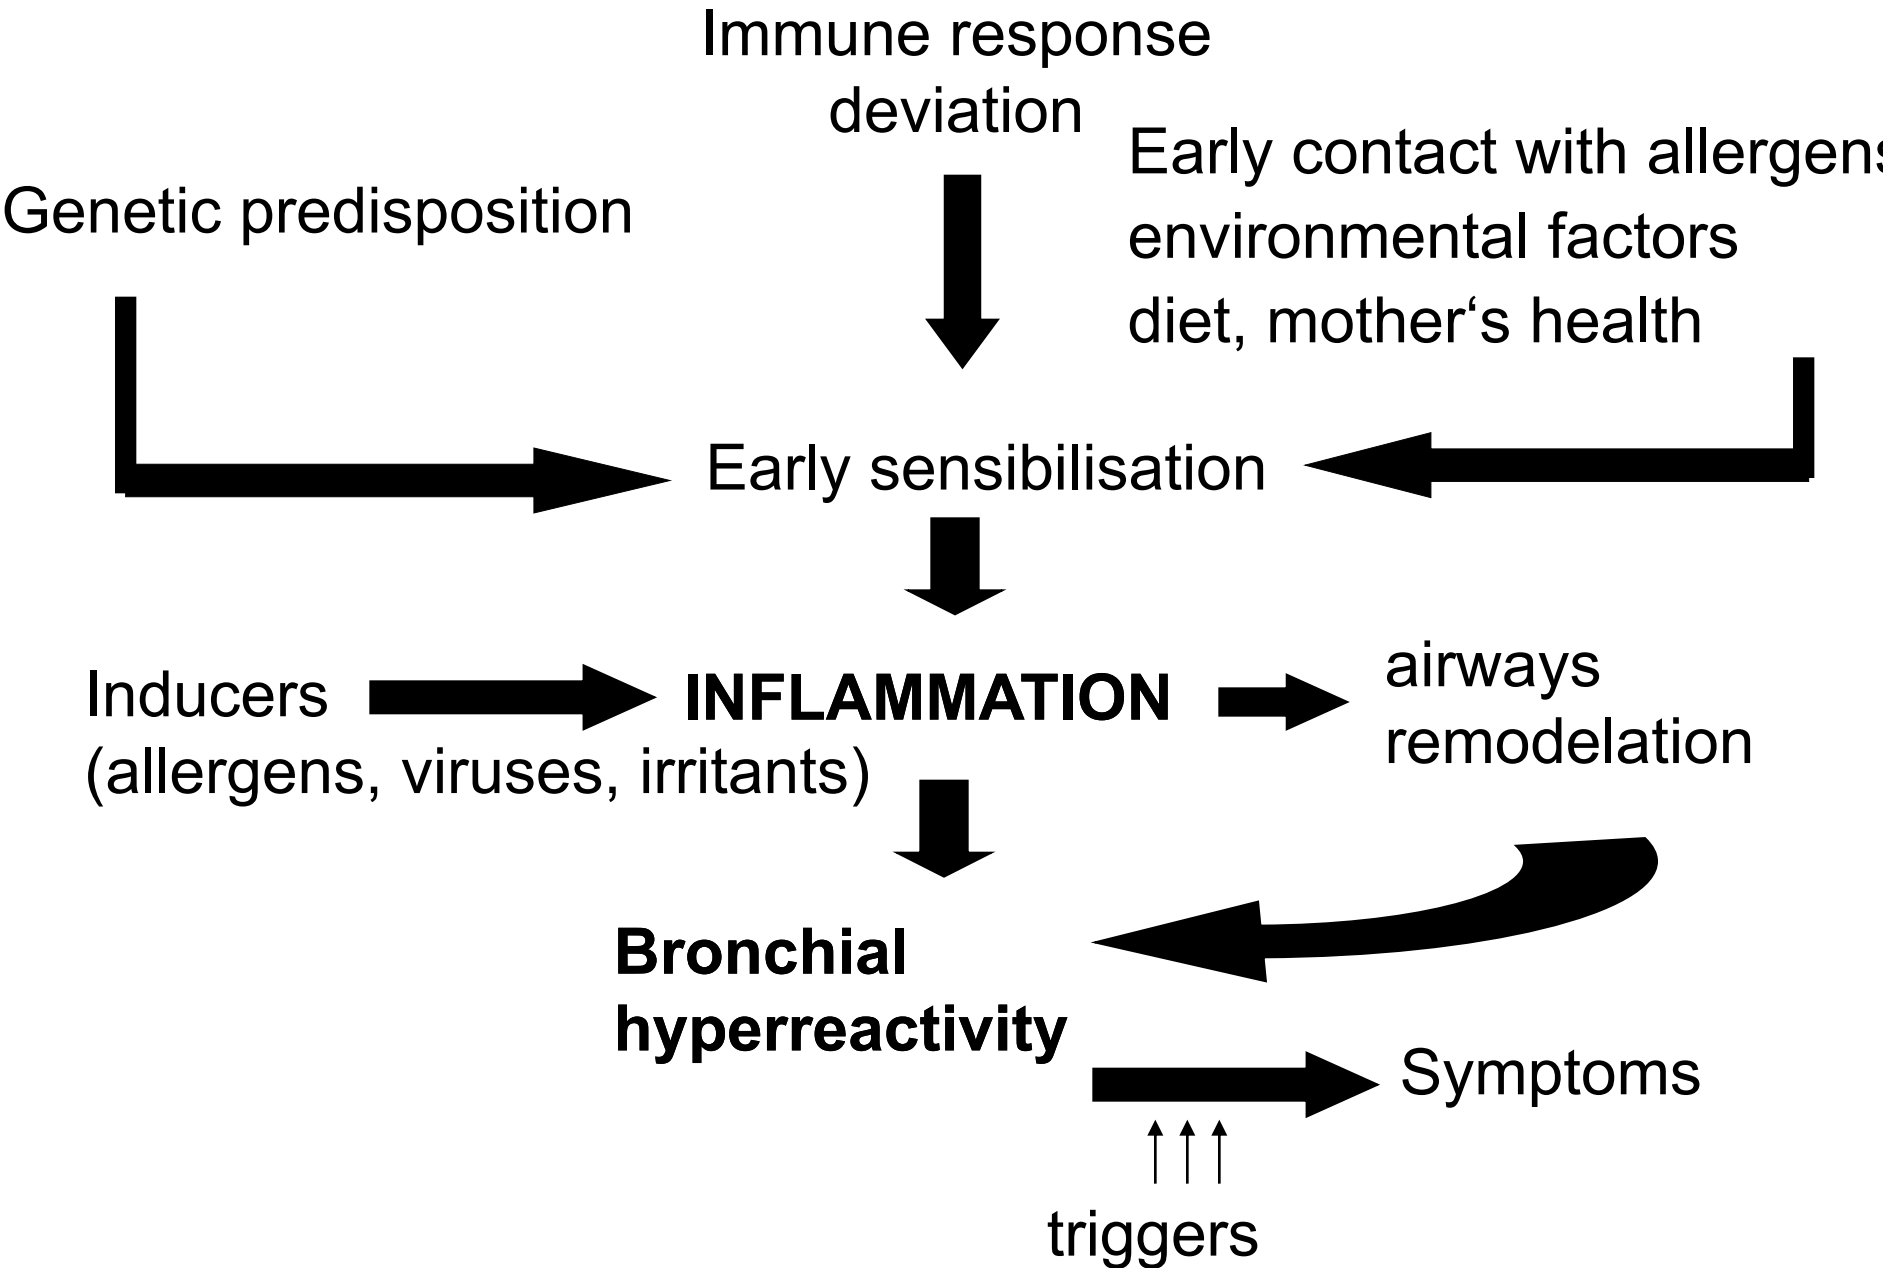 Immune response
deviation
Early contact with allergens
environmental factors
diet, mother‘s health
Genetic predisposition
Early sensibilisation
Inducers
(allergens, viruses, irritants)
INFLAMMATION
airways
remodelation
Bronchial
hyperreactivity
Symptoms
triggers